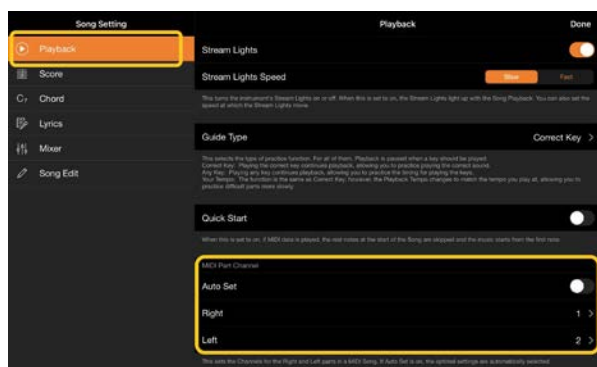 Song Setting
Playback
Done
Playback
Score
Chord
Lyrics
Mixer
Song Edit
Stream Lights
Stream Lights Speed
Slow
Fast
This turns the instrument's Stream Lights on or off. When this is set to on, the Stream Lights light up with the Song Playback. You can also set the
speed at which the Stream Lights move.
Guide Type
Correct Key
This selects the type of practice function. For all of them, Playback is paused when a key should be played.
Correct Key: Playing the correct key continues playback, allowing you to practice playing the correct sound.
Any Key: Playing any key continues playback, allowing you to practice the timing for playing the keys.
Your Tempo: The function is the same as Correct Key, however, the Playback Tempo changes to match the tempo you play at, allowing you to
practice difficult parts more slowly.
Quick Start
When this is set to on, if MIDI data is played, the rest notes at the start of the Song are skipped and the music starts from the first note.
MIDI Part Channel
Auto Set
Right
1
Left
2
This sets the Channels for the Right and Left parts in a MIDI Song. If Auto Set is on, the optimal settings are automatically selected.